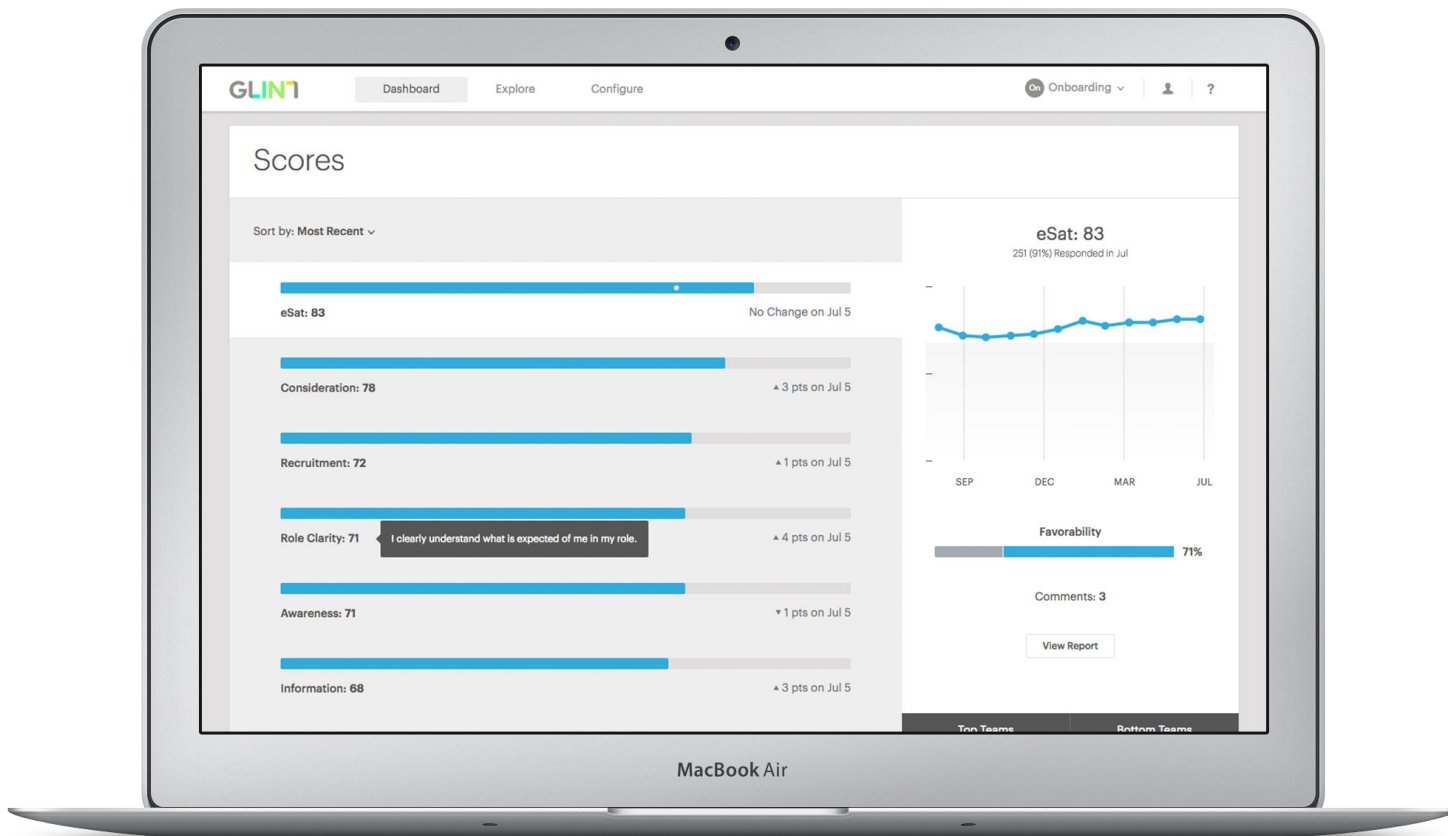 GLINT
Dashboard
Explore
Configure
On
Onboarding
?
Scores
Sort by: Most Recent
eSat: 83
No Change on Jul 5
Consideration: 78
▲ 3 pts on Jul 5
Recruitment: 72
▲ 1 pts on Jul 5
Role Clarity: 71
I clearly understand what is expected of me in my role.
▲ 4 pts on Jul 5
Awareness: 71
▼ 1 pts on Jul 5
Information: 68
▲ 3 pts on Jul 5
eSat: 83
251 (91%) Responded in Jul
SEP
DEC
MAR
JUL
Favorability
71%
Comments: 3
View Report
Top Teams
Bottom Teams
MacBook Air